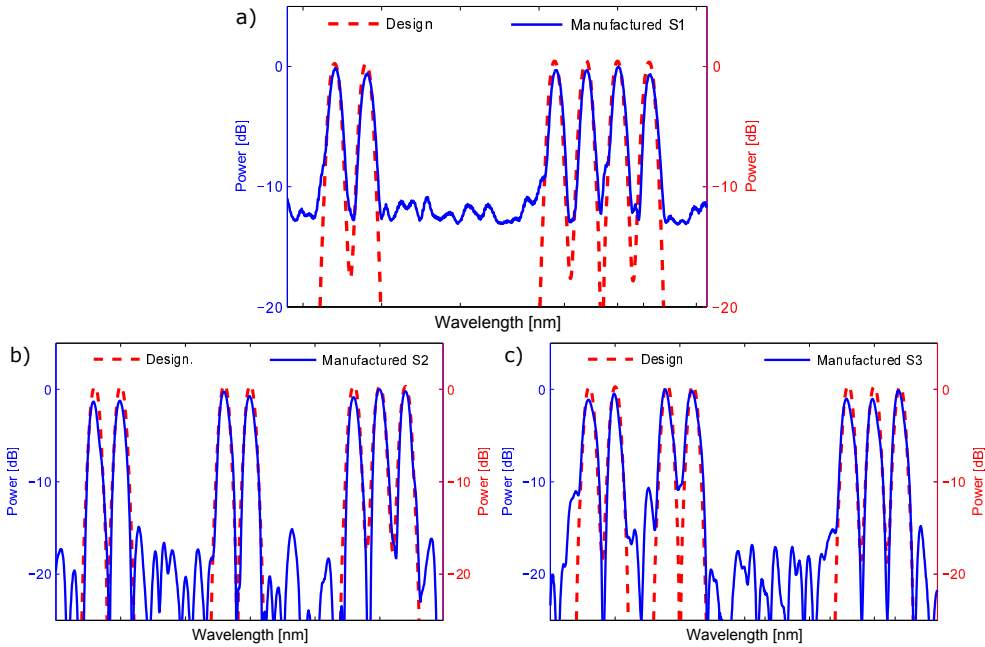 a)
Design
Manufactured S1
0
−10
−20
Power [dB]
0
−10
−20
Power [dB]
Wavelength [nm]
b)
Design.
Manufactured S2
0
−10
−20
Power [dB]
0
−10
−20
Power [dB]
Wavelength [nm]
c)
Design
Manufactured S3
0
−10
−20
Power [dB]
0
−10
−20
Power [dB]
Wavelength [nm]